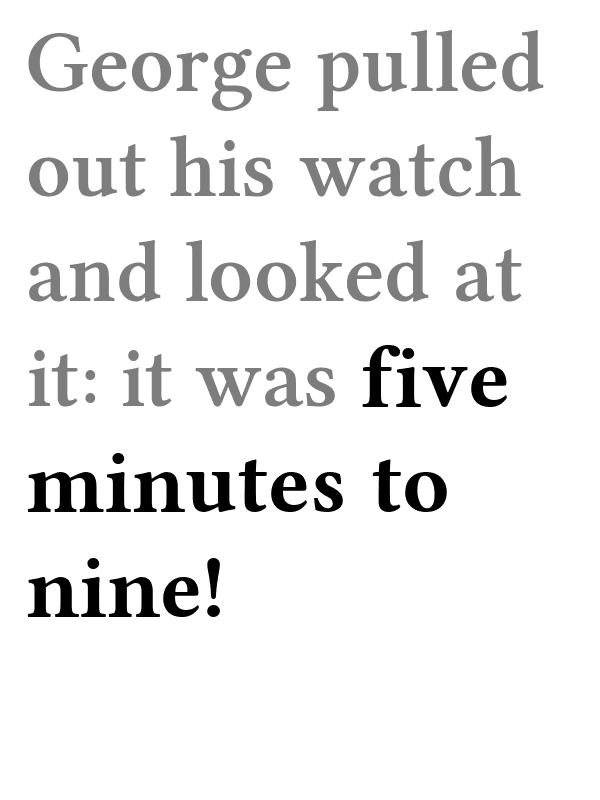 George pulled
out his watch
and looked at
it: it was five
minutes to
nine!